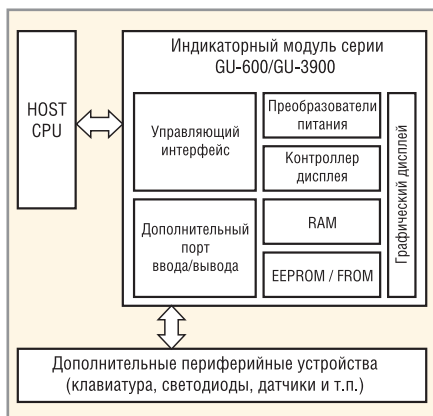 Индикаторный модуль серии
GU-600/GU-3900
HOST
CPU
Управляющий
интерфейс
Преобразователи
питания
Контроллер
дисплея
Графический дисплей
Дополнительный
порт
ввода/вывода
RAM
EEPROM / FROM
Дополнительные периферийные устройства
(клавиатура, светодиоды, датчики и т.п.)